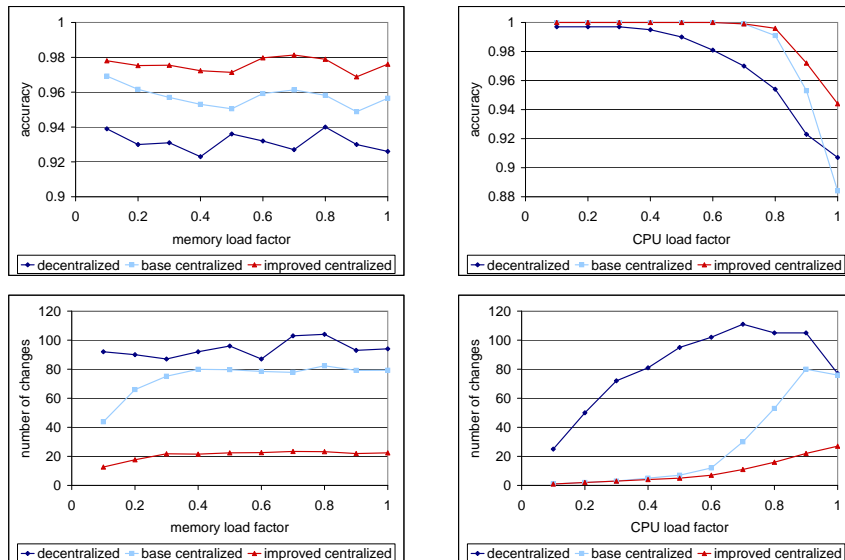 1
0.98
0.96
0.94
0.92
0.9
accuracy
0 0.2 0.4 0.6 0.8 1
memory load factor
decentralized base centralized improved centralized
1
0.98
0.96
0.94
0.92
0.9
0.88
accuracy
0 0.2 0.4 0.6 0.8 1
CPU load factor
decentralized base centralized improved centralized
120
100
80
60
40
20
0
number of changes
0 0.2 0.4 0.6 0.8 1
memory load factor
decentralized base centralized improved centralized
120
100
80
60
40
20
0
number of changes
0 0.2 0.4 0.6 0.8 1
CPU load factor
decentralized base centralized improved centralized